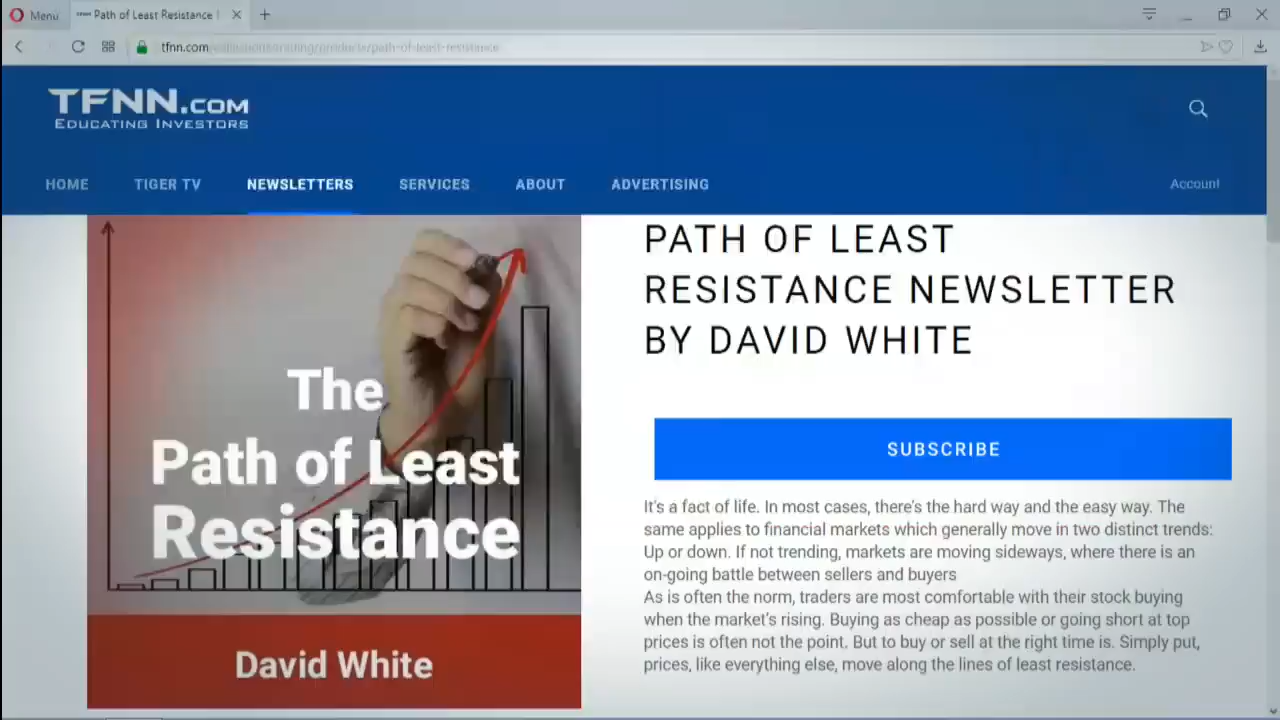 Menu
Path of Least Resistance
tfnn.com
TFNN.COM
EDUCATING INVESTORS
HOME TIGER TV NEWSLETTERS SERVICES ABOUT ADVERTISING Account
The
Path of Least
Resistance
David White
PATH OF LEAST
RESISTANCE NEWSLETTER
BY DAVID WHITE
SUBSCRIBE
It's a fact of life. In most cases, there's the hard way and the easy way. The
same applies to financial markets which generally move in two distinct trends:
Up or down. If not trending, markets are moving sideways, where there is an
on-going battle between sellers and buyers
As is often the norm, traders are most comfortable with their stock buying
when the market's rising. Buying as cheap as possible or going short at top
prices is often not the point. But to buy or sell at the right time is. Simply put,
prices, like everything else, move along the lines of least resistance.